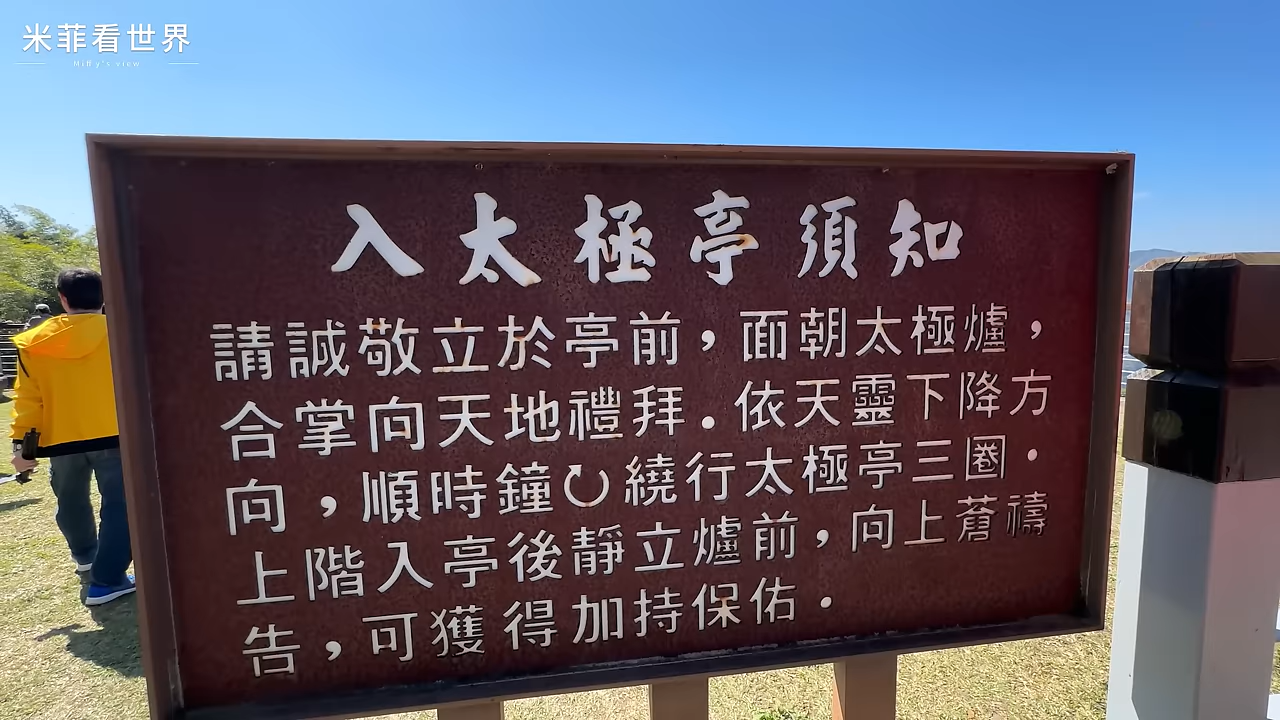 米菲看世界
Miffy's view
入太極亭須知
請誠敬立於亭前，面朝太極爐，
合掌向天地禮拜．依天靈下降方
向，順時鐘↻繞行太極亭三圈．
上階入亭後靜立爐前，向上蒼禱
告，可獲得加持保佑．